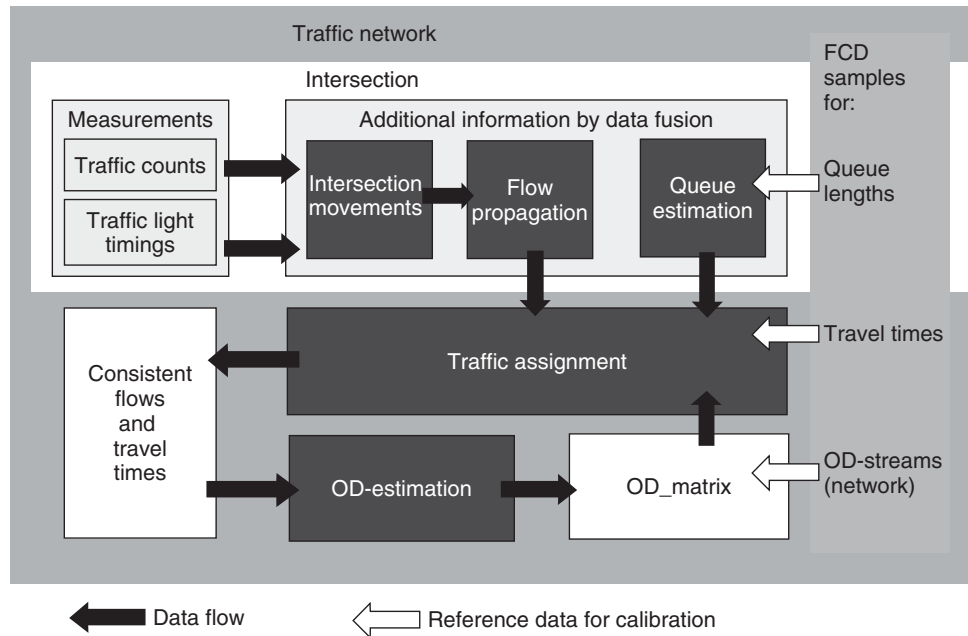 Traffic network
FCD
samples
for:
Intersection
Measurements
Additional information by data fusion
Traffic counts
Traffic light
timings
Intersection
movements
Flow
propagation
Queue
estimation
Queue
lengths
Consistent
flows
and
travel
times
Traffic assignment
Travel times
OD-estimation
OD_matrix
OD-streams
(network)
Data flow
Reference data for calibration